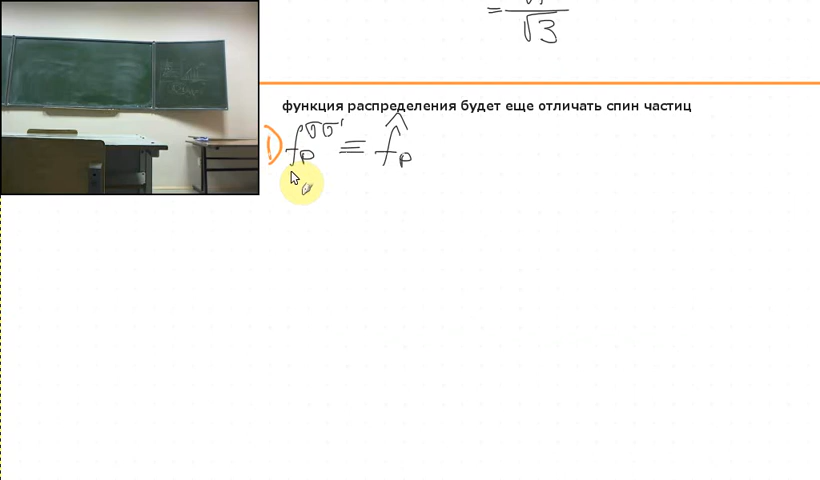 = / √3
функция распределения будет еще отличать спин частиц
1) f_p^{σσ'} ≡ f̂_p